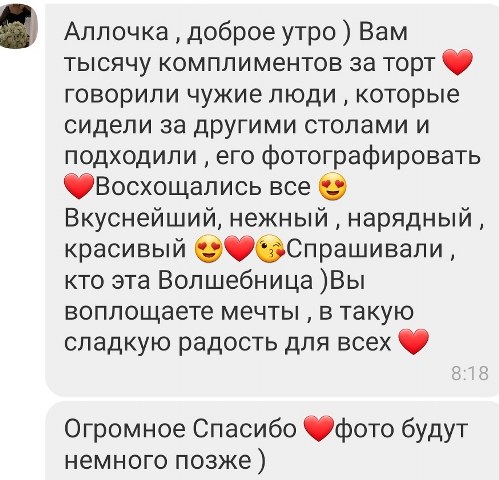 Аллочка , доброе утро ) Вам
тысячу комплиментов за торт ❤️
говорили чужие люди , которые
сидели за другими столами и
подходили , его фотографировать
❤️Восхощались все 😍
Вкуснейший, нежный , нарядный ,
красивый 😍❤️😘Спрашивали ,
кто эта Волшебница )Вы
воплощаете мечты , в такую
сладкую радость для всех ❤️
8:18
Огромное Спасибо ❤️фото будут
немного позже )